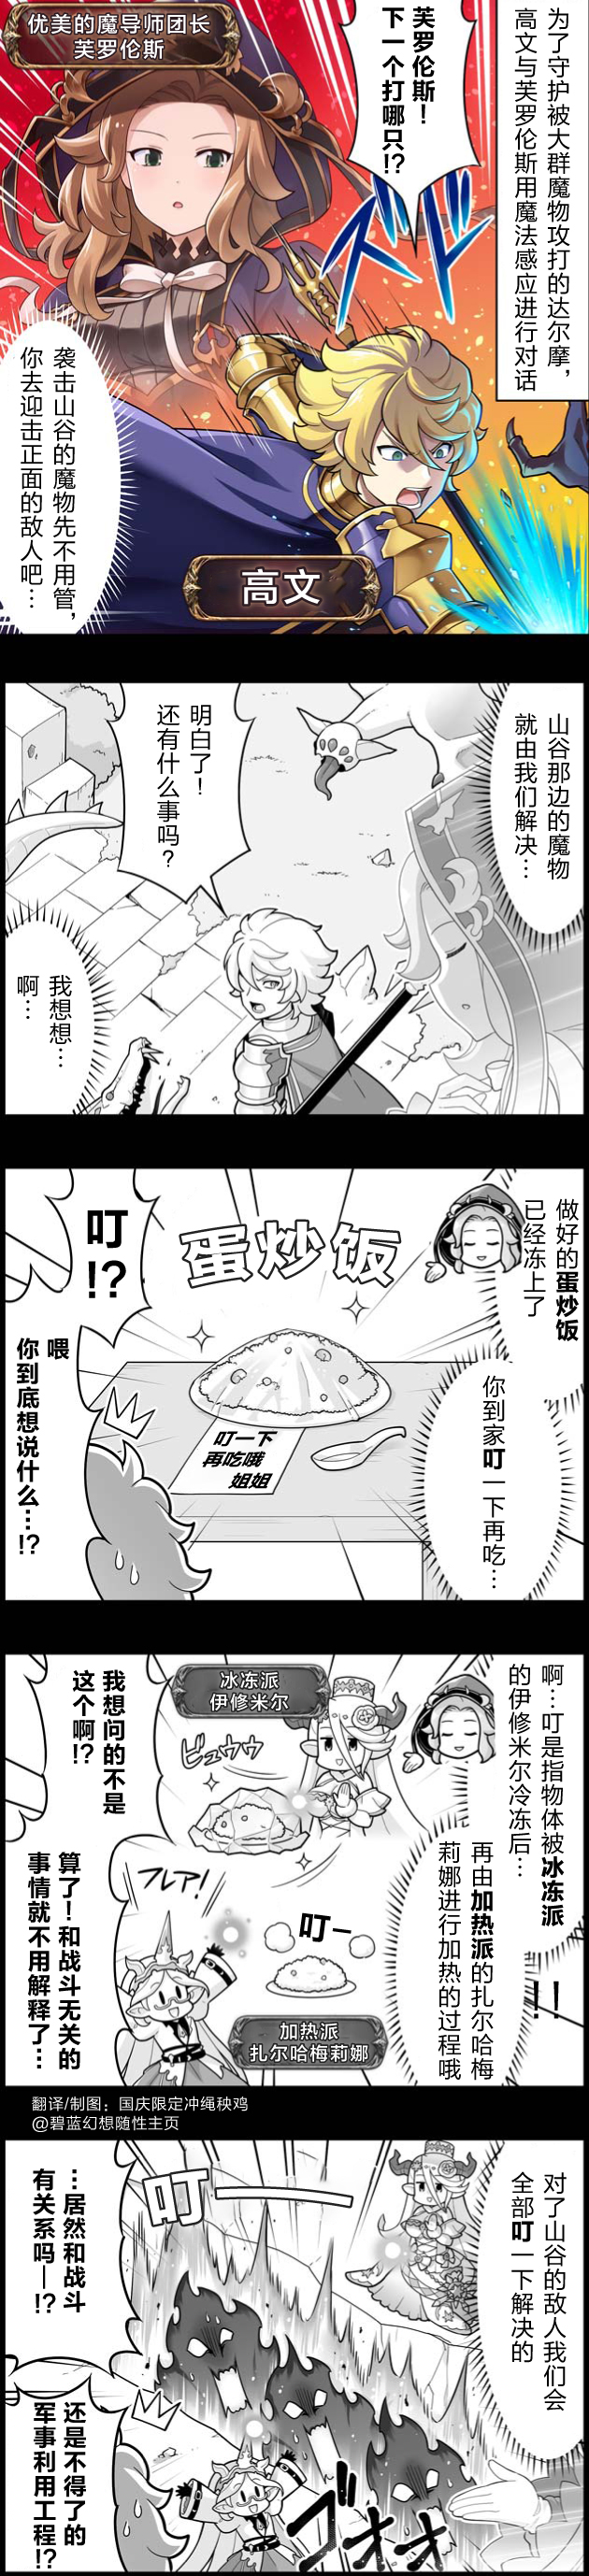 为了守护被大群魔物攻打的达尔摩，
高文与芙罗伦斯用魔法感应进行对话
芙罗伦斯！
下一个打哪只!?
优美的魔导师团长
芙罗伦斯
ズド
袭击山谷的魔物先不用管，
你去迎击正面的敌人吧…
高文
山谷那边的魔物
就由我们解决…
明白了！
还有什么事吗？
我想想…
啊…
做好的蛋炒饭
已经冻上了
蛋炒饭
你到家叮一下再吃…
叮一下
再吃哦
姐姐
叮
!?
喂
你到底想说什么…!?
啊…叮是指物体被冰冻派
的伊修米尔冷冻后…
冰冻派
伊修米尔
ビュウゥゥ
再由加热派的扎尔哈梅
莉娜进行加热的过程哦
!!
我想问的不是
这个啊!?
フレア!
叮－
加热派
扎尔哈梅莉娜
算了！和战斗无关的
事情就不用解释了…
翻译/制图：国庆限定冲绳秧鸡
@碧蓝幻想随性主页
对了山谷的敌人我们会
全部叮一下解决的
叮——
…居然和战斗
有关系吗—!?
ブオオ
还是不得了的
军事利用工程!?